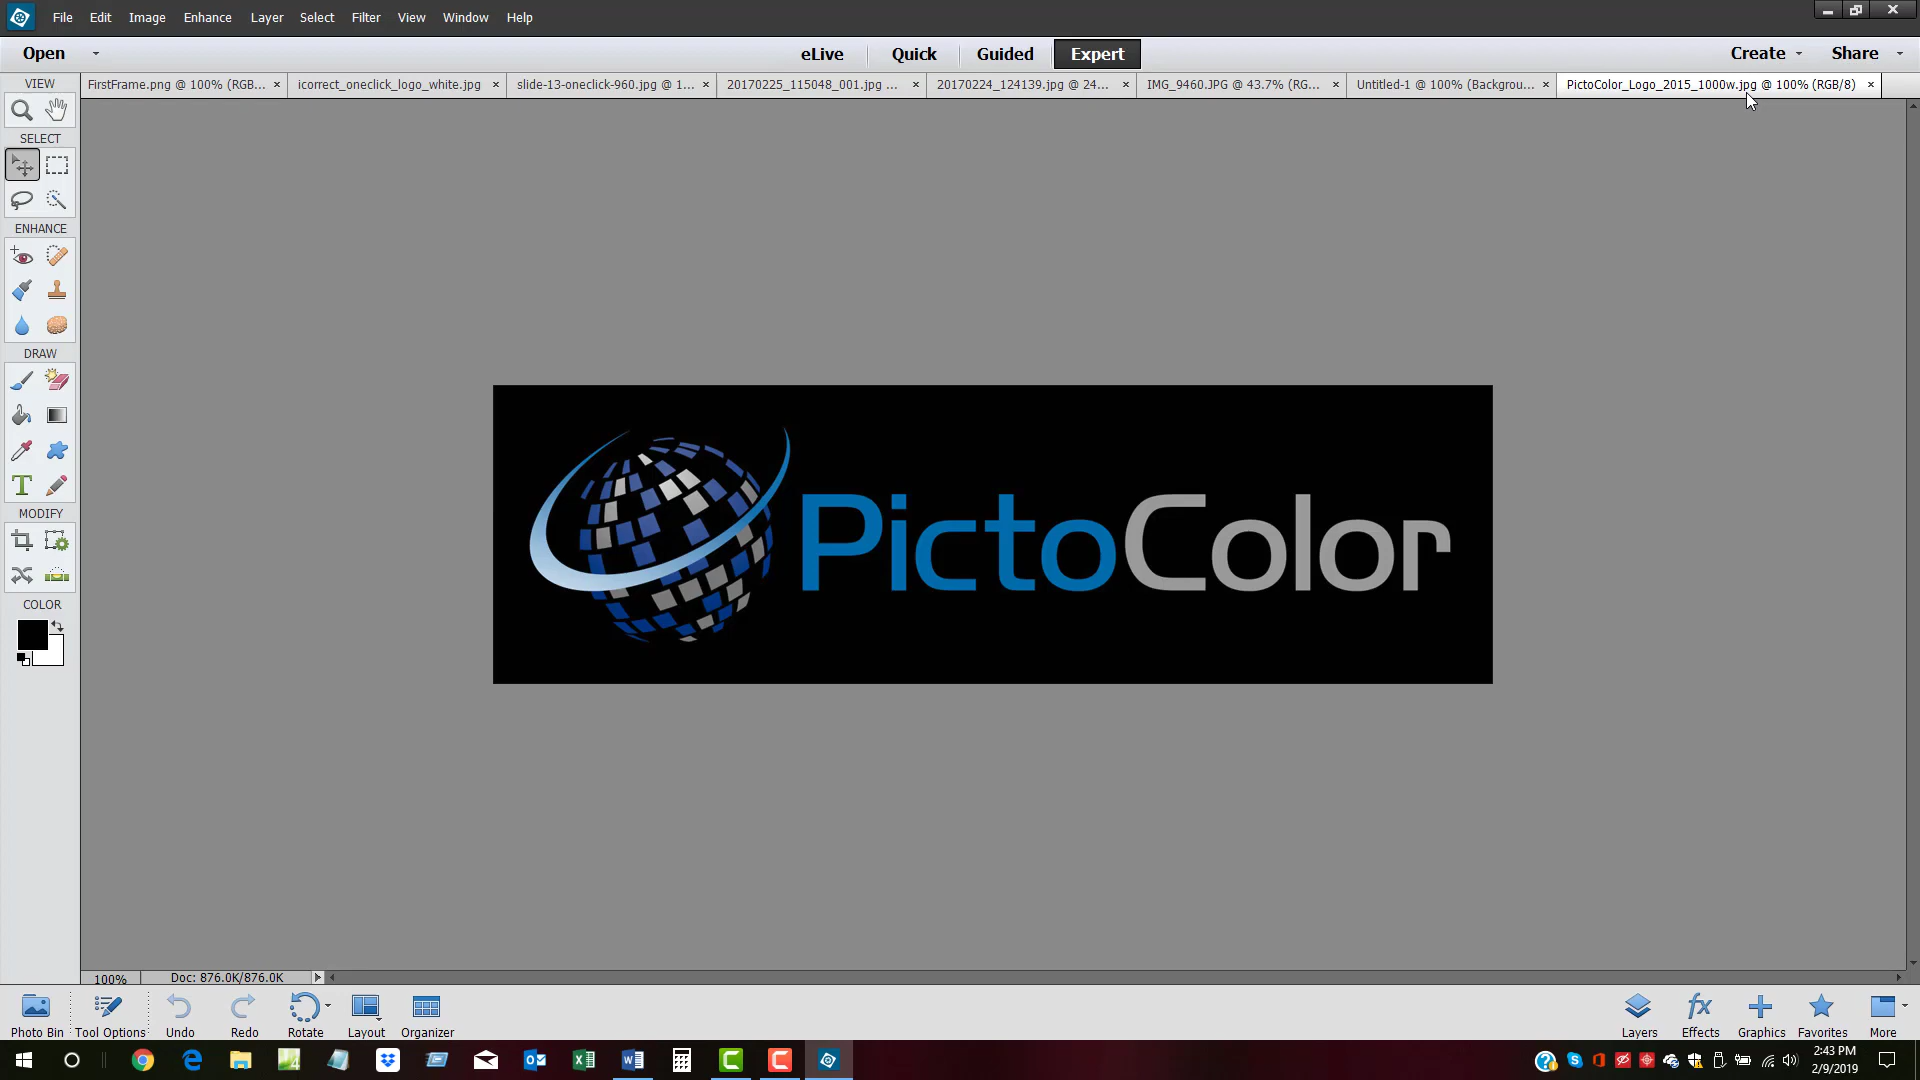 File Edit Image Enhance Layer Select Filter View Window Help
Open eLive Quick Guided Expert Create Share
FirstFrame.png @ 100% (RGB... × icorrect_oneclick_logo_white.jpg × slide-13-oneclick-960.jpg @ 1... × 20170225_115048_001.jpg ... × 20170224_124139.jpg @ 24... × IMG_9460.JPG @ 43.7% (RG... × Untitled-1 @ 100% (Backgrou... × PictoColor_Logo_2015_1000w.jpg @ 100% (RGB/8) ×
VIEW
SELECT
ENHANCE
DRAW
T
MODIFY
COLOR
PictoColor
100% Doc: 876.0K/876.0K
Photo Bin Tool Options Undo Redo Rotate Layout Organizer fx Layers Effects Graphics Favorites More
2:43 PM
2/9/2019